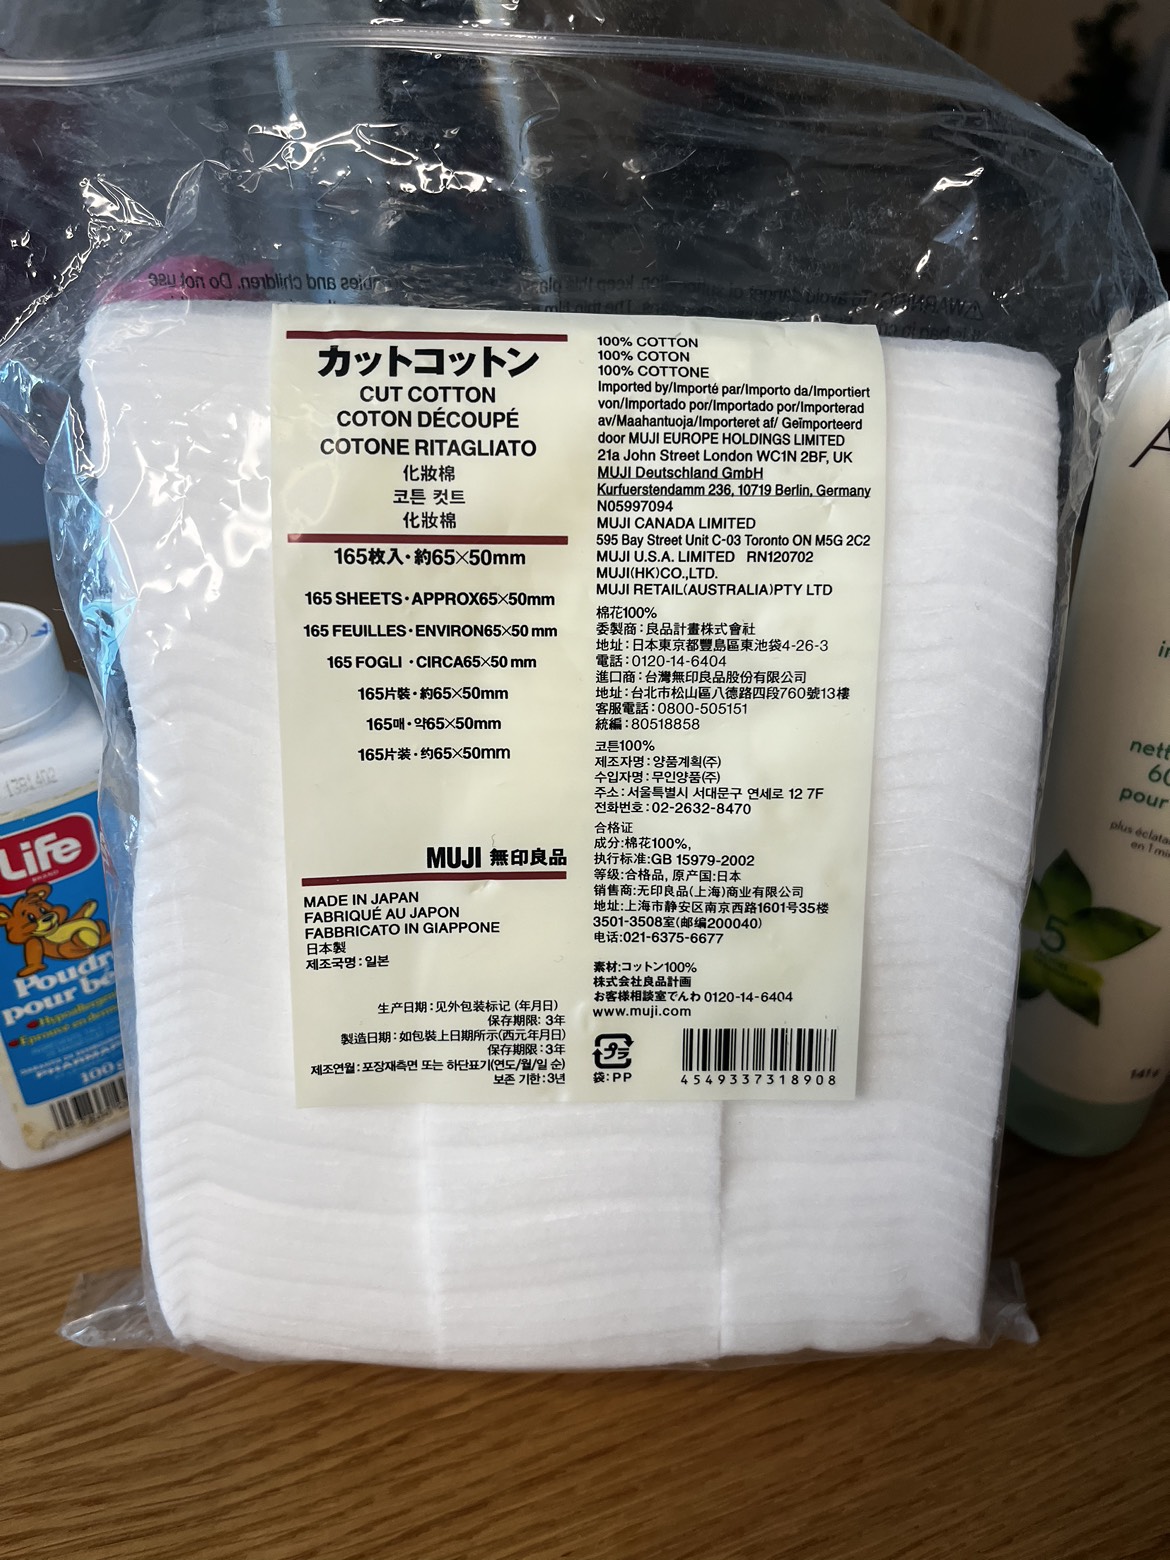 babies and children. Do not use
カットコットン
CUT COTTON
COTON DÉCOUPÉ
COTONE RITAGLIATO
化妝棉
코튼 컷트
化妝棉
165枚入・約65×50mm
165 SHEETS・APPROX65×50mm
165 FEUILLES・ENVIRON65×50 mm
165 FOGLI・CIRCA65×50 mm
165片裝・約65×50mm
165매・약65×50mm
165片装・约65×50mm
MUJI 無印良品
MADE IN JAPAN
FABRIQUÉ AU JAPON
FABBRICATO IN GIAPPONE
日本製
제조국명:일본
生产日期:见外包装标记 (年月日)
保存期限: 3年
製造日期:如包裝上日期所示(西元年月日)
保存期限:3年
제조연월:포장재측면 또는 하단표기(연도/월/일 순)
보존 기한:3년
100% COTTON
100% COTON
100% COTTONE
Imported by/Importé par/Importo da/Importiert
von/Importado por/Importado por/Importerad
av/Maahantuoja/Importeret af/ Geïmporteerd
door MUJI EUROPE HOLDINGS LIMITED
21a John Street London WC1N 2BF, UK
MUJI Deutschland GmbH
Kurfuerstendamm 236, 10719 Berlin, Germany
N05997094
MUJI CANADA LIMITED
595 Bay Street Unit C-03 Toronto ON M5G 2C2
MUJI U.S.A. LIMITED RN120702
MUJI(HK)CO.,LTD.
MUJI RETAIL(AUSTRALIA)PTY LTD
棉花100%
委製商:良品計畫株式會社
地址:日本東京都豐島區東池袋4-26-3
電話:0120-14-6404
進口商:台灣無印良品股份有限公司
地址:台北市松山區八德路四段760號13樓
客服電話:0800-505151
統編:80518858
코튼100%
제조자명:양품계획(주)
수입자명:무인양품(주)
주소:서울특별시 서대문구 연세로 12 7F
전화번호:02-2632-8470
合格证
成分:棉花100%,
执行标准:GB 15979-2002
等级:合格品, 原产国:日本
销售商:无印良品(上海)商业有限公司
地址:上海市静安区南京西路1601号35楼
3501-3508室(邮编200040)
电话:021-6375-6677
素材:コットン100%
株式会社良品計画
お客様相談室でんわ 0120-14-6404
www.muji.com
プラ
袋:PP
4549337318908
Life
BRAND
Poudr
pour bé
100 g
A
nett
60
pour
plus éclata
en 1 mi
5
141 g